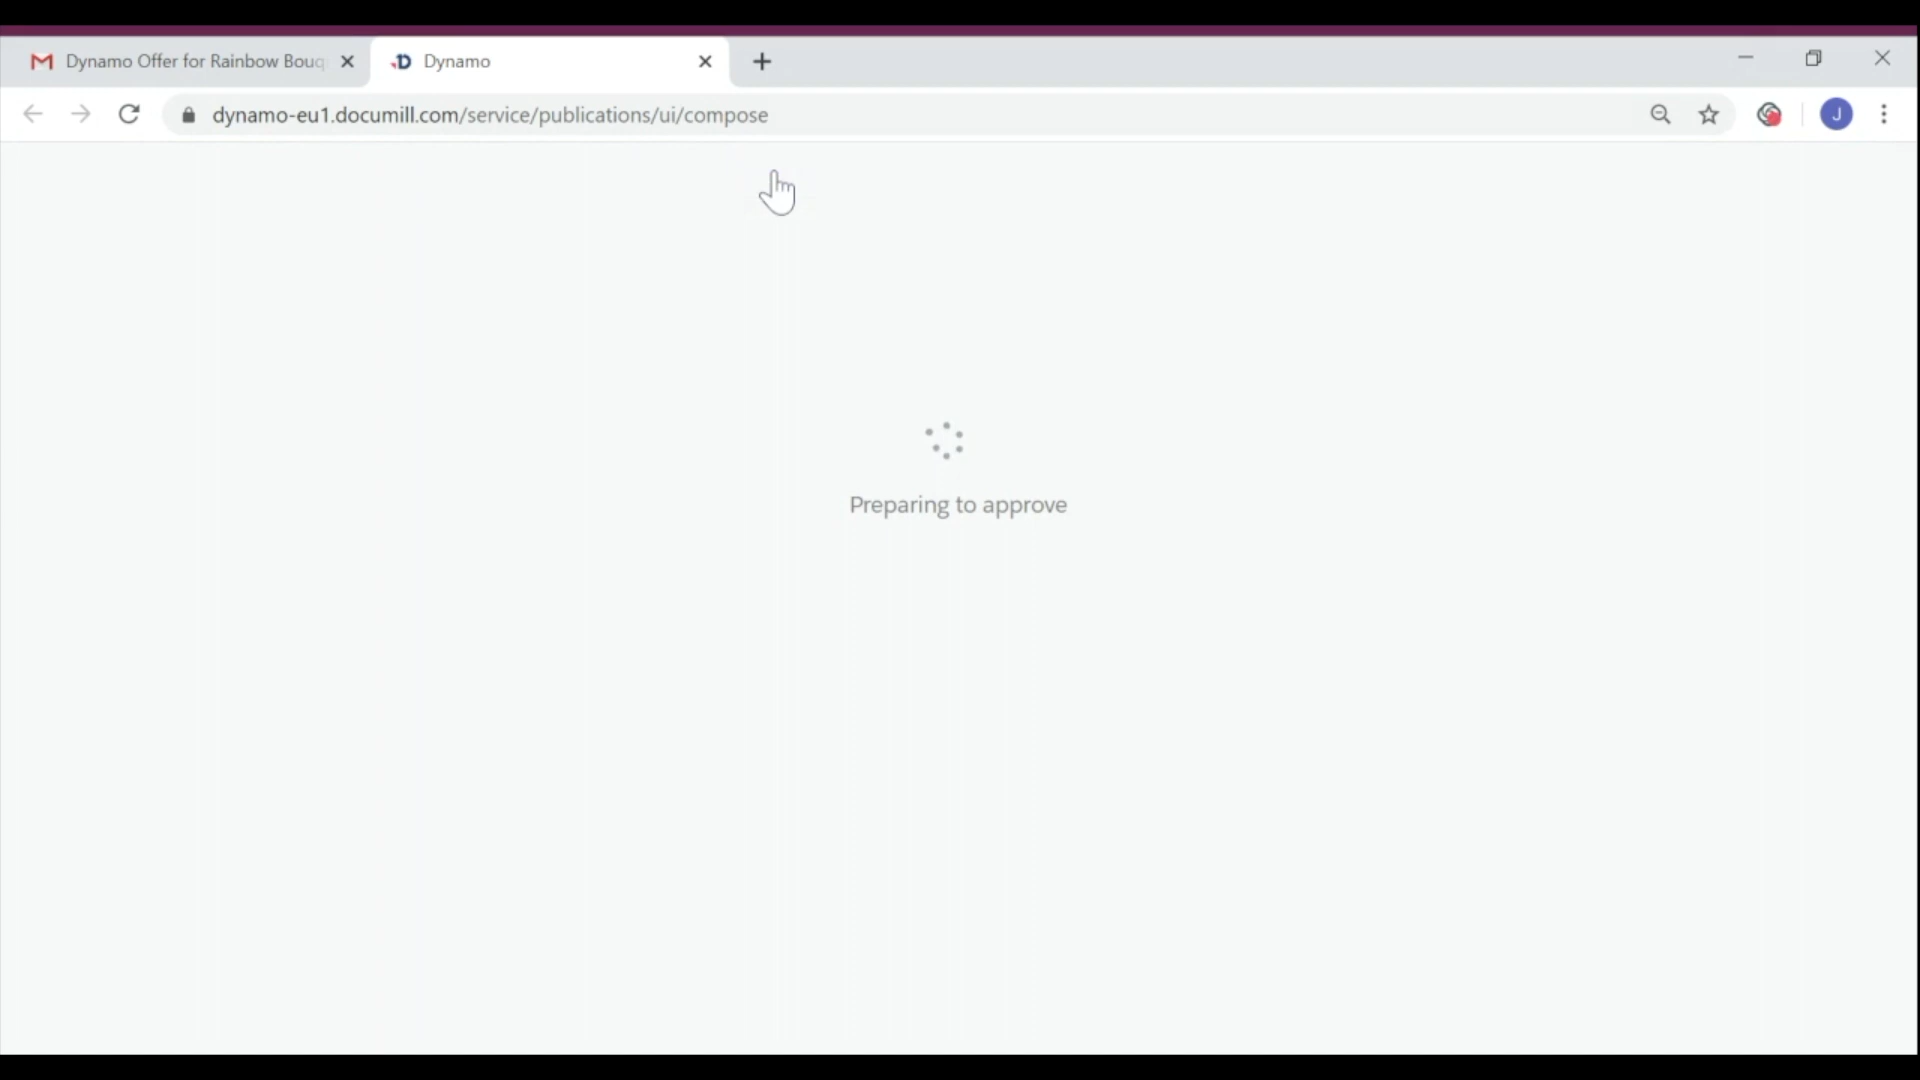 Dynamo Offer for Rainbow Bouq
Dynamo
dynamo-eu1.documill.com/service/publications/ui/compose
J
Preparing to approve